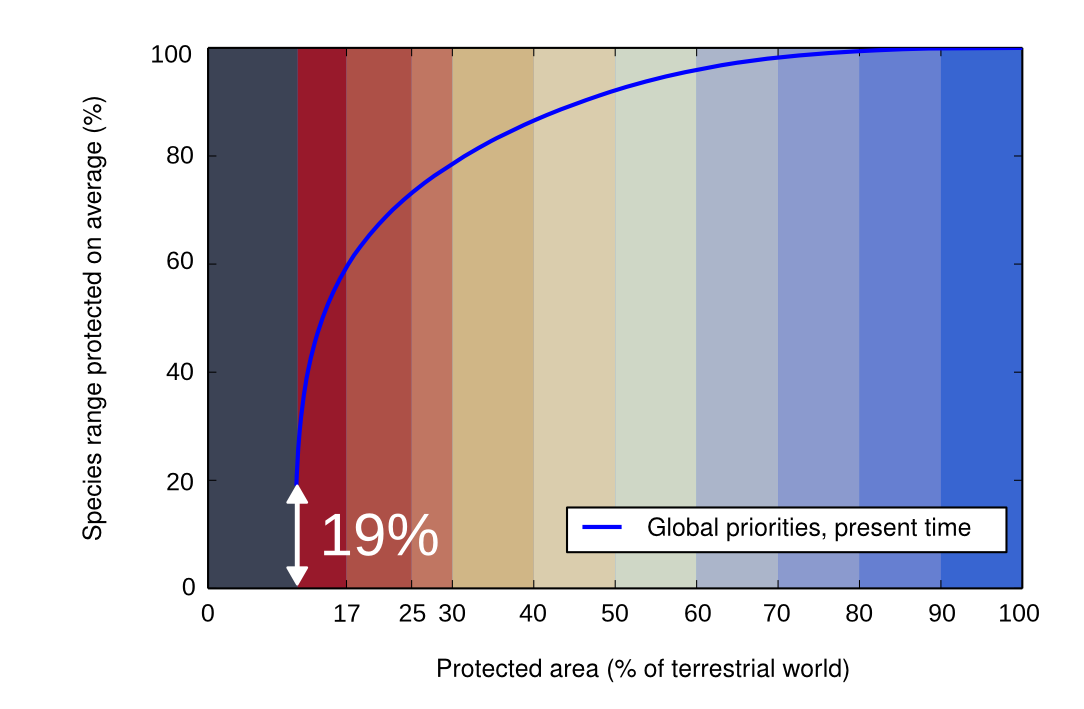 Species range protected on average (%)
100
80
60
40
20
0
19%
Global priorities, present time
0 17 25 30 40 50 60 70 80 90 100
Protected area (% of terrestrial world)